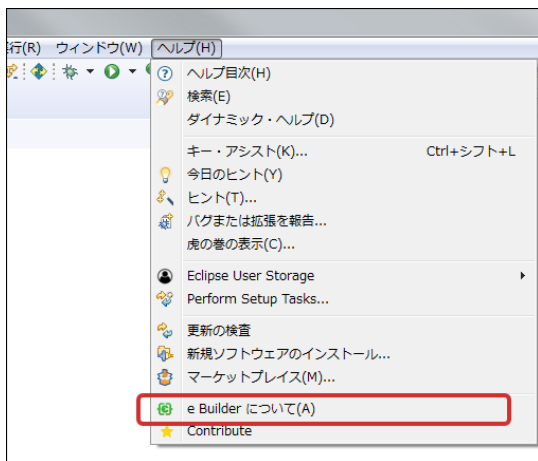 行(R) ウィンドウ(W) ヘルプ(H)
ヘルプ目次(H)
検索(E)
ダイナミック・ヘルプ(D)
キー・アシスト(K)... Ctrl+シフト+L
今日のヒント(Y)
ヒント(T)...
バグまたは拡張を報告...
虎の巻の表示(C)...
Eclipse User Storage
Perform Setup Tasks...
更新の検査
新規ソフトウェアのインストール...
マーケットプレイス(M)...
e Builder について(A)
Contribute